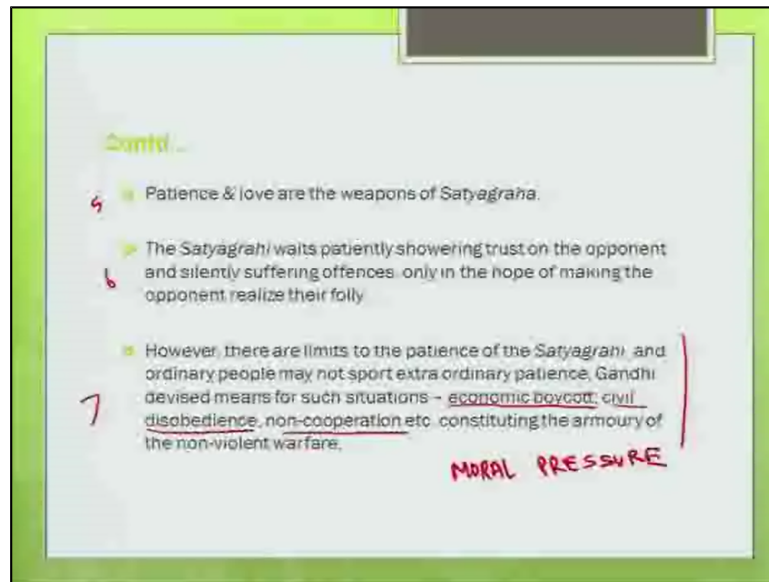 Contd...
5 Patience & love are the weapons of Satyagraha.
The Satyagrahi waits patiently showering trust on the opponent
6 and silently suffering offences, only in the hope of making the
opponent realize their folly.
However, there are limits to the patience of the Satyagrahi, and
ordinary people may not sport extra ordinary patience, Gandhi
7 devised means for such situations – economic boycott, civil
disobedience, non-cooperation etc. constituting the armoury of
the non-violent warfare.
MORAL PRESSURE